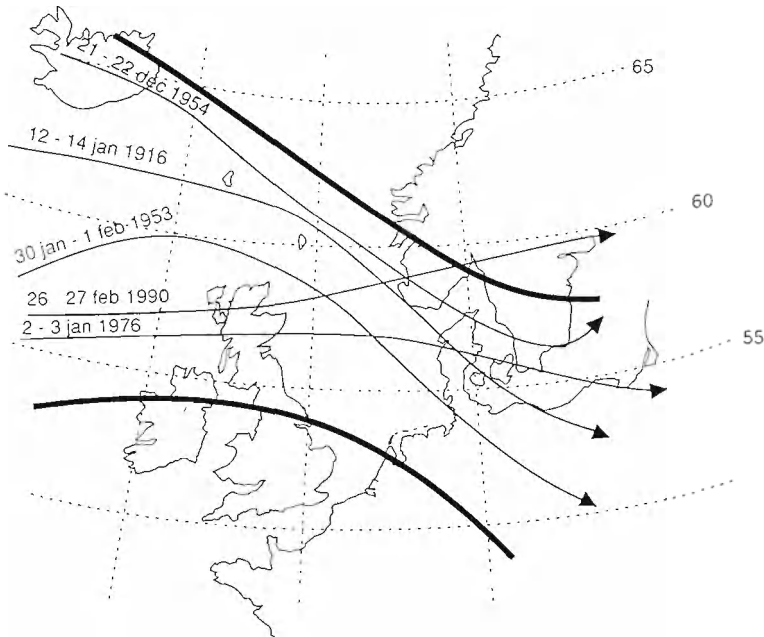 65
21 - 22 dec 1954
12 - 14 jan 1916
60
30 jan - 1 feb 1953
26 27 feb 1990
2 - 3 jan 1976
55